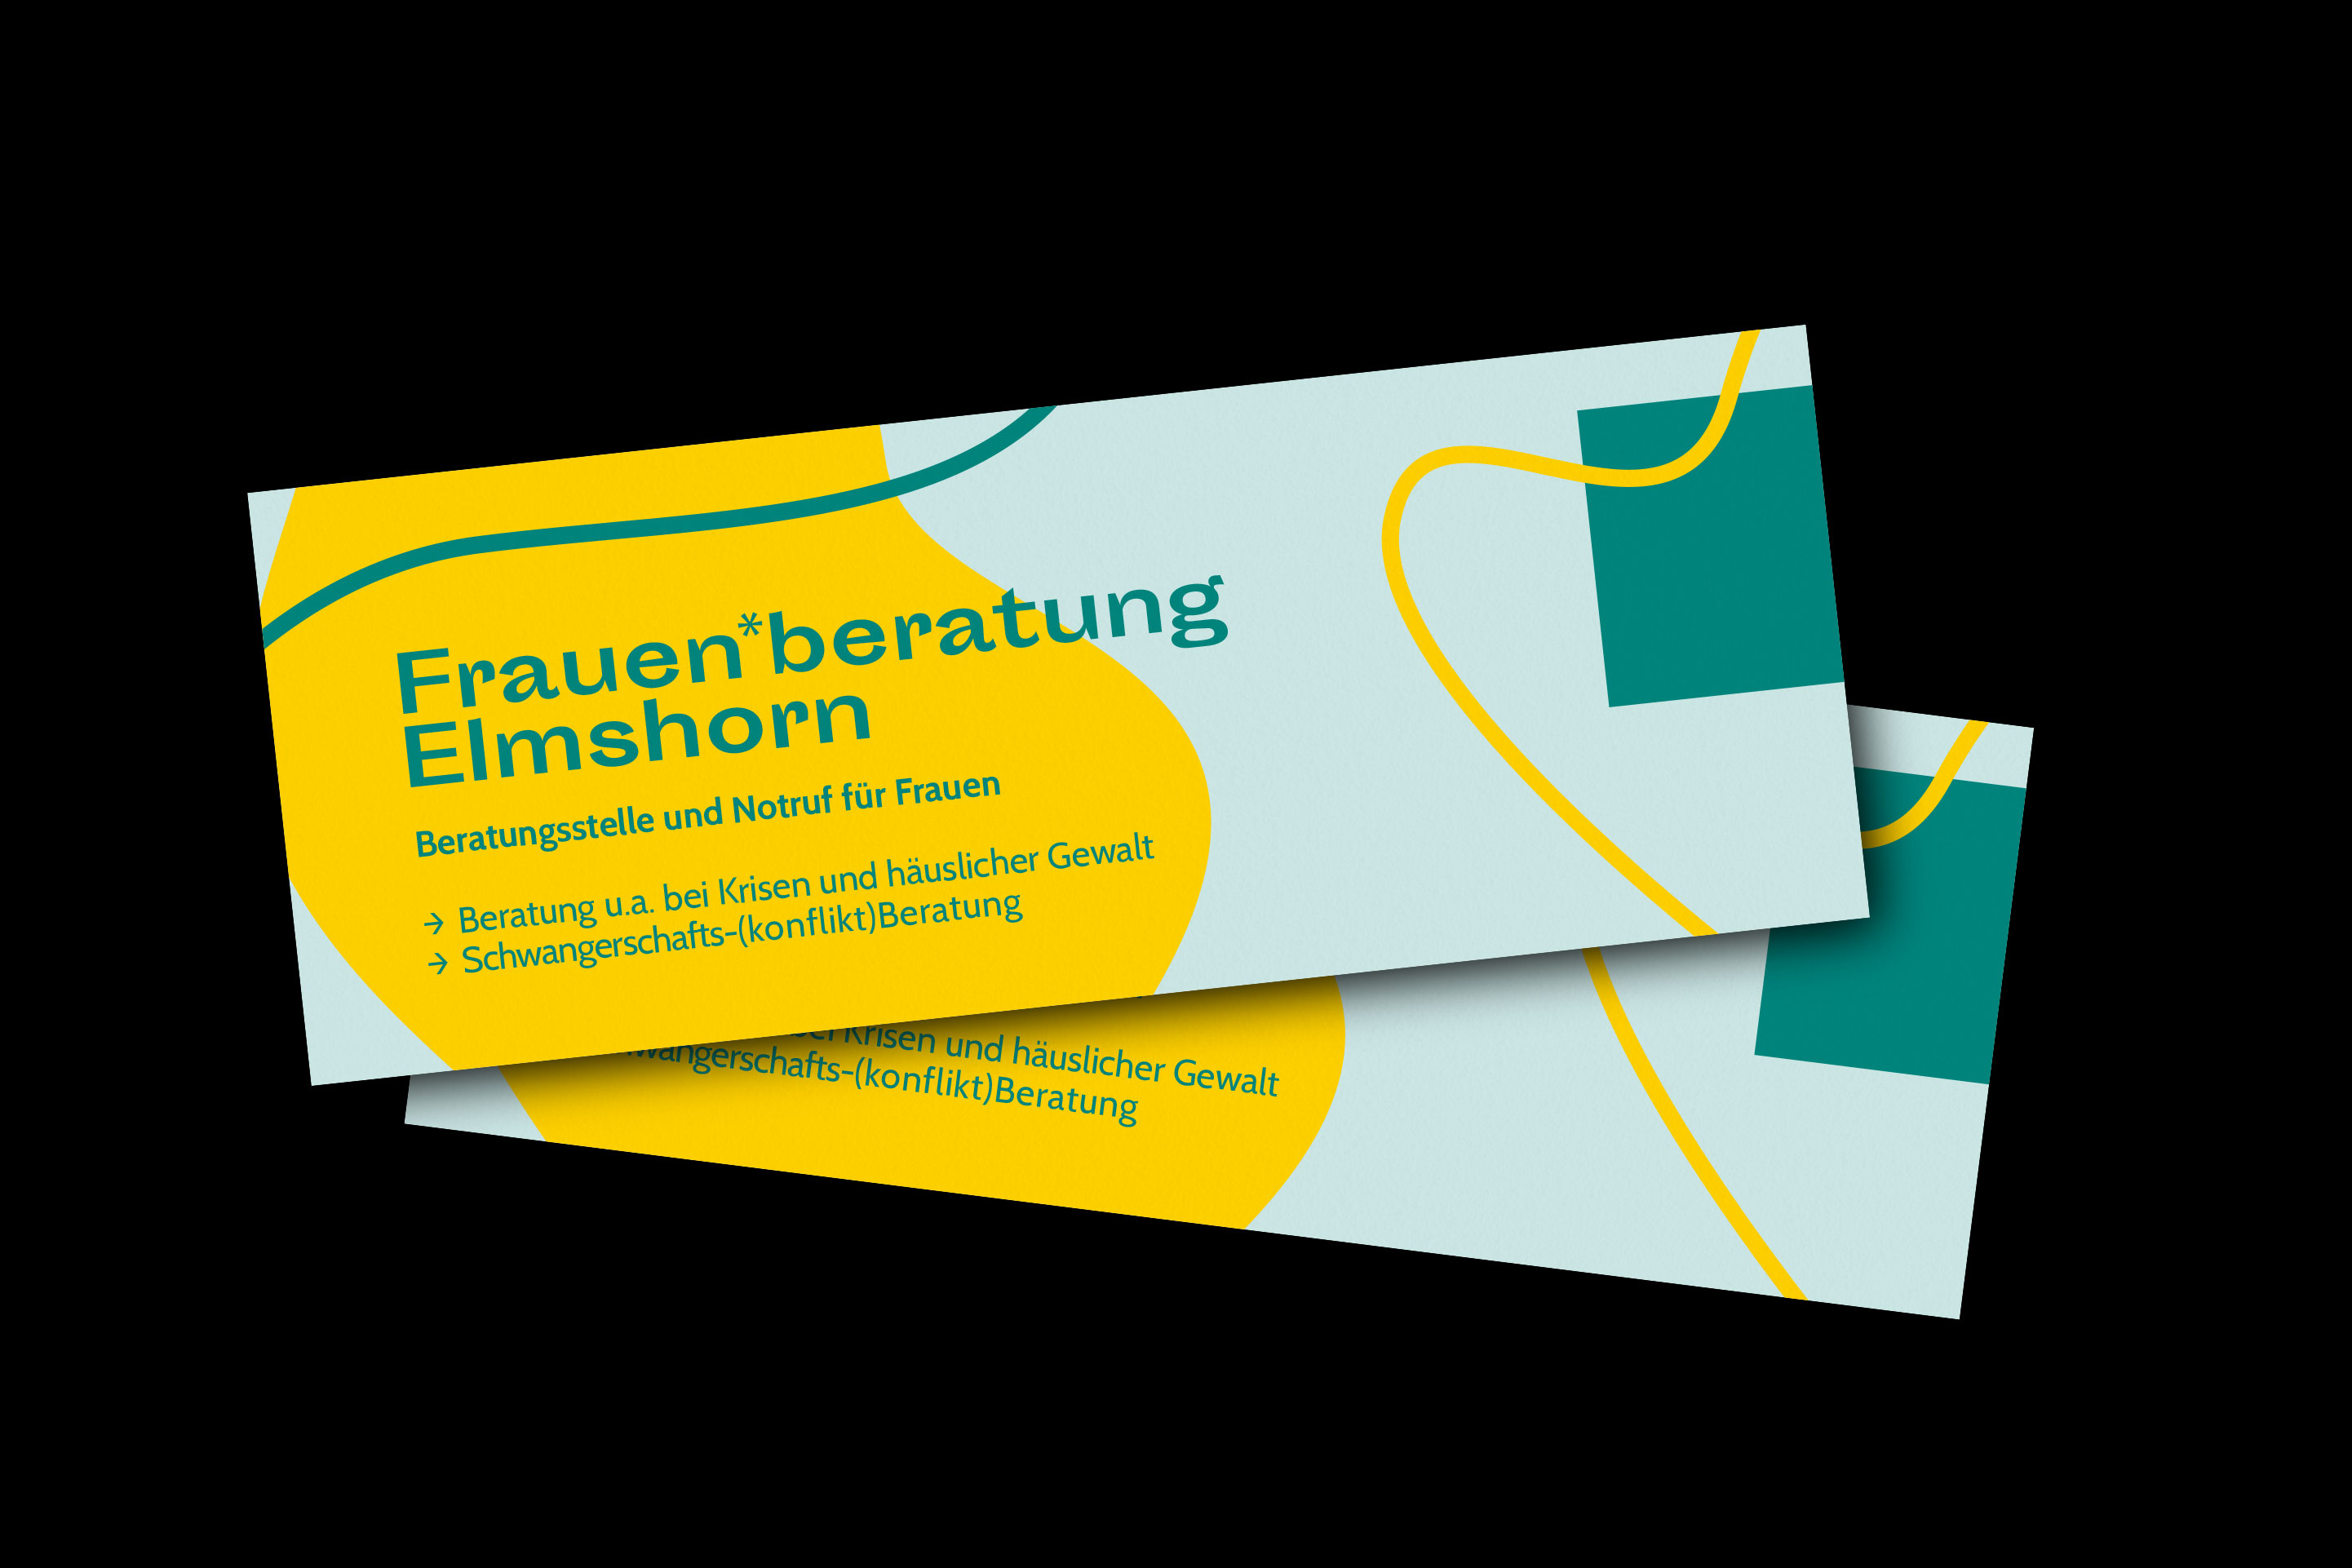 Frauen*beratung
Elmshorn
Beratungsstelle und Notruf für Frauen
→ Beratung u.a. bei Krisen und häuslicher Gewalt
→ Schwangerschafts-(konflikt)Beratung
Krisen und häuslicher Gewalt
(konflikt)Beratung